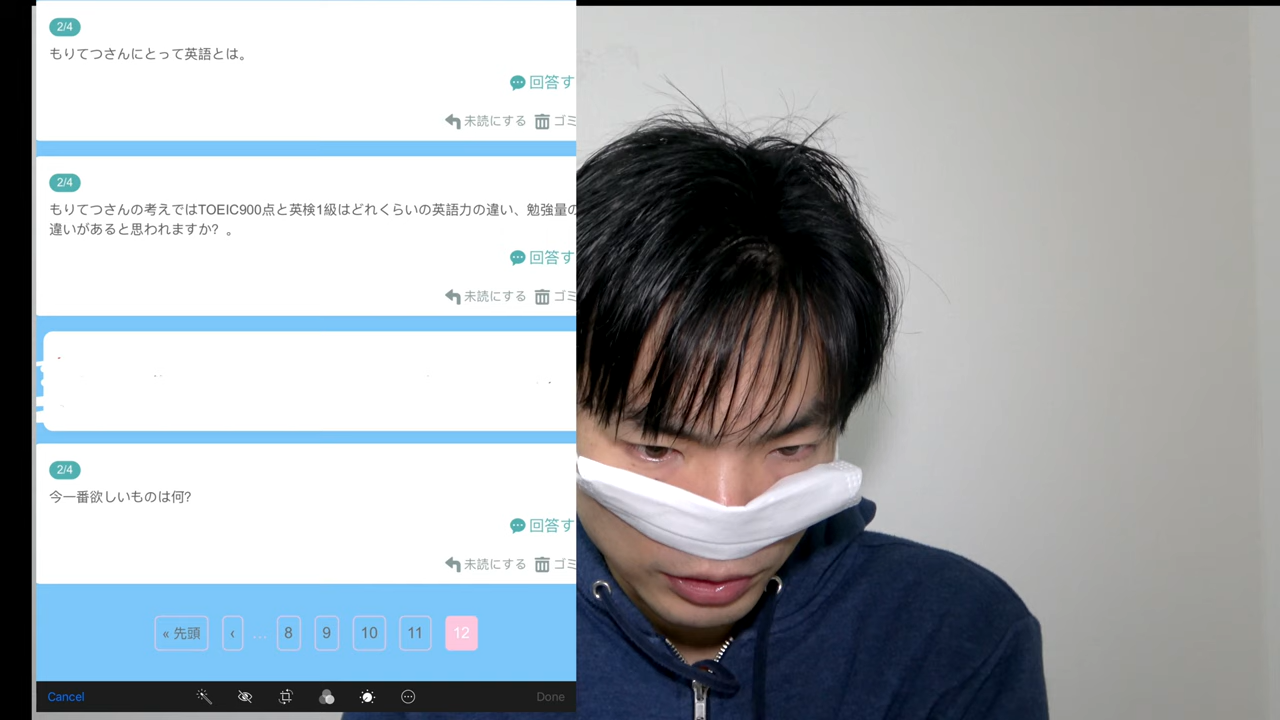 2/4
もりてつさんにとって英語とは。
回答す
未読にする ゴミ
2/4
もりてつさんの考えではTOEIC900点と英検1級はどれくらいの英語力の違い、勉強量の
違いがあると思われますか? 。
回答す
未読にする ゴミ
2/4
今一番欲しいものは何?
回答す
未読にする ゴミ
« 先頭 ‹ ... 8 9 10 11 12
Cancel Done